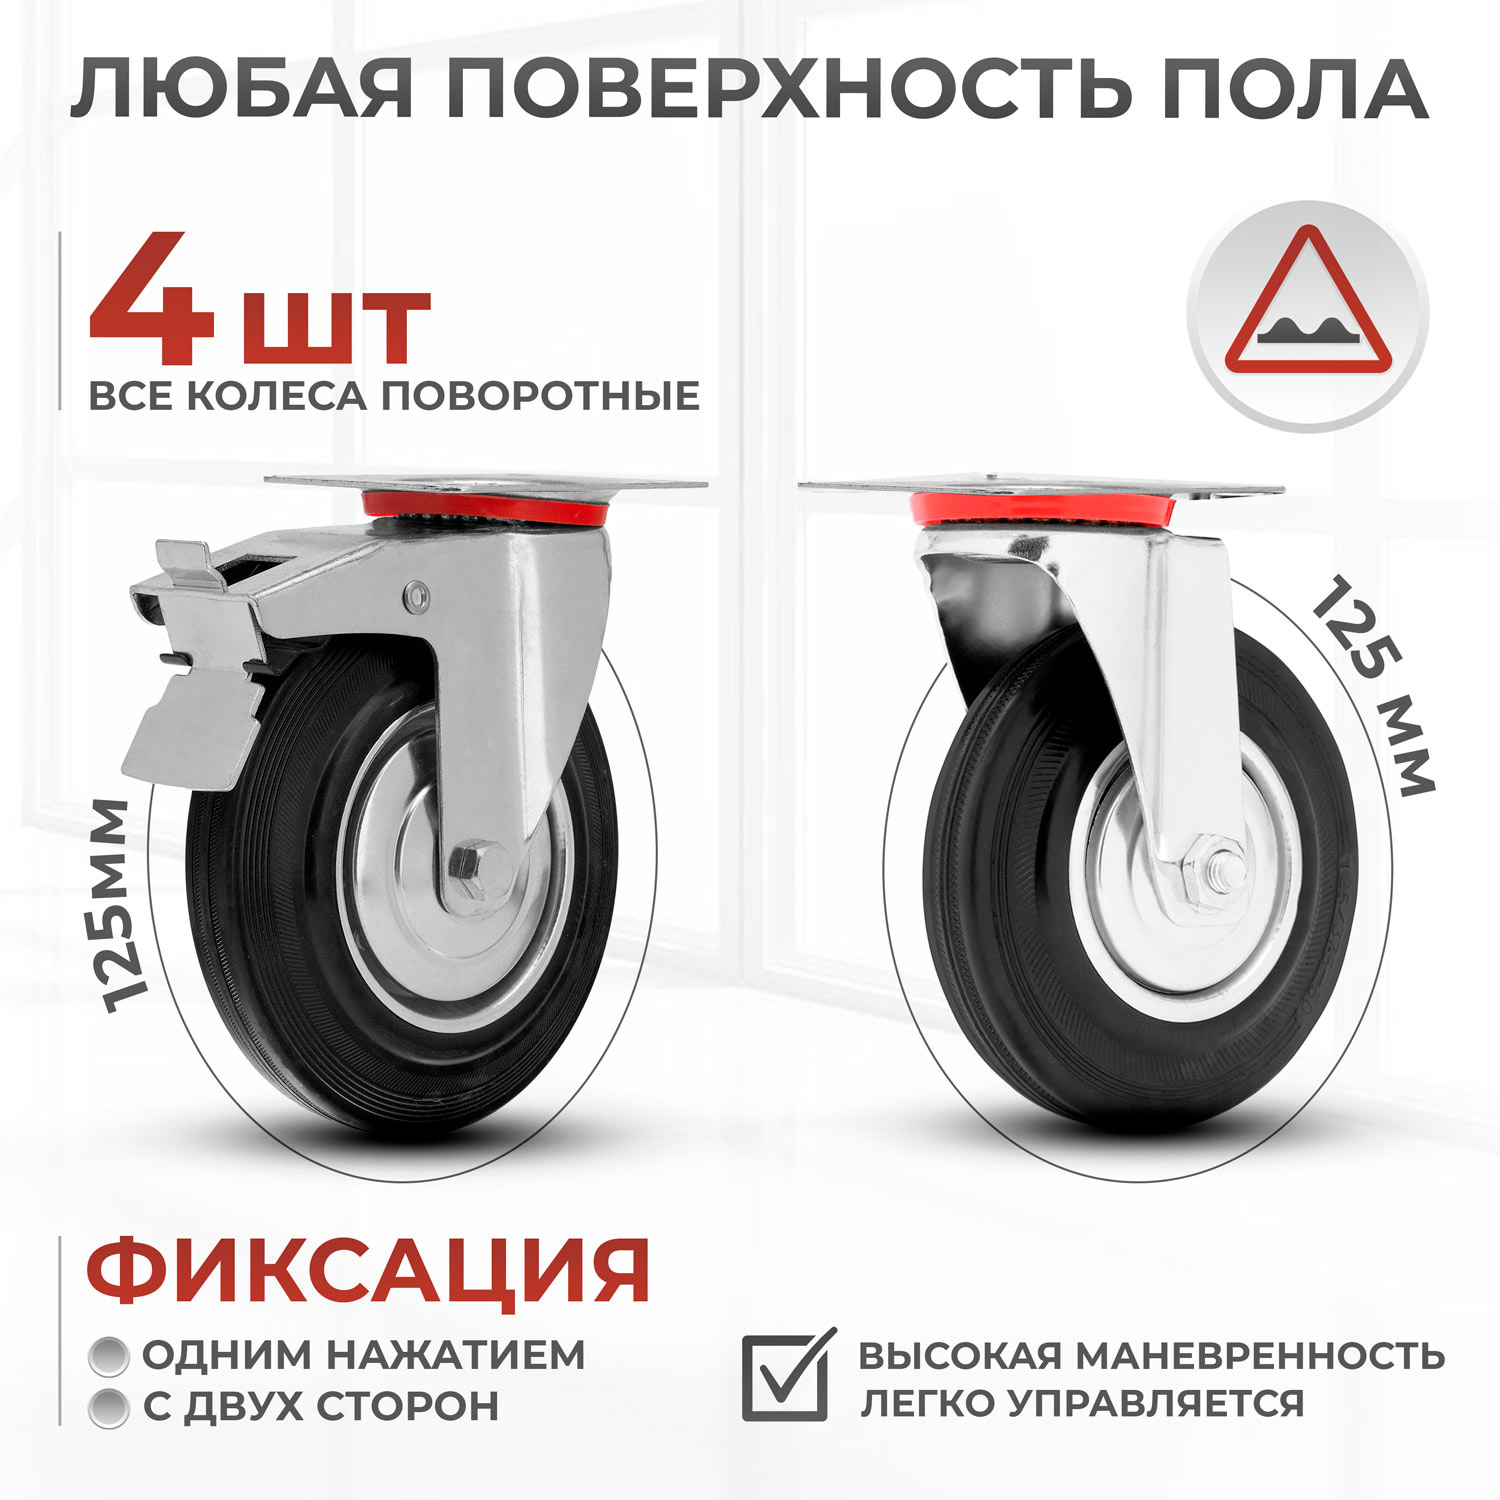 ЛЮБАЯ ПОВЕРХНОСТЬ ПОЛА
4 ШТ
ВСЕ КОЛЕСА ПОВОРОТНЫЕ
125мм
125 мм
ФИКСАЦИЯ
ОДНИМ НАЖАТИЕМ
С ДВУХ СТОРОН
ВЫСОКАЯ МАНЕВРЕННОСТЬ
ЛЕГКО УПРАВЛЯЕТСЯ